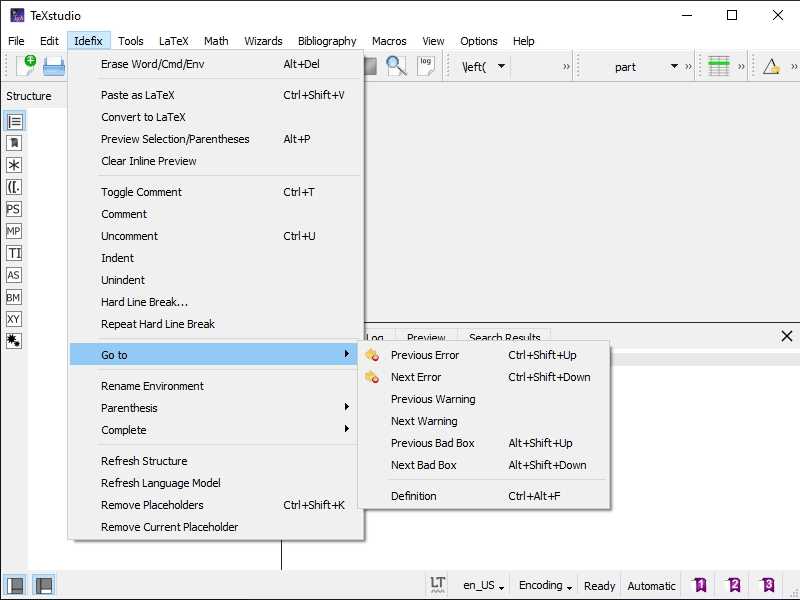 TeXstudio
File Edit Idefix Tools LaTeX Math Wizards Bibliography Macros View Options Help
log \left( » part » » »
Structure
Erase Word/Cmd/Env Alt+Del
Paste as LaTeX Ctrl+Shift+V
Convert to LaTeX
Preview Selection/Parentheses Alt+P
Clear Inline Preview
Toggle Comment Ctrl+T
Comment
Uncomment Ctrl+U
Indent
Unindent
Hard Line Break...
Repeat Hard Line Break
Go to
Rename Environment
Parenthesis
Complete
Refresh Structure
Refresh Language Model
Remove Placeholders Ctrl+Shift+K
Remove Current Placeholder
([.
PS
MP
TI
AS
BM
XY
Log Preview Search Results
Previous Error Ctrl+Shift+Up
Next Error Ctrl+Shift+Down
Previous Warning
Next Warning
Previous Bad Box Alt+Shift+Up
Next Bad Box Alt+Shift+Down
Definition Ctrl+Alt+F
LT en_US Encoding Ready Automatic 1 2 3